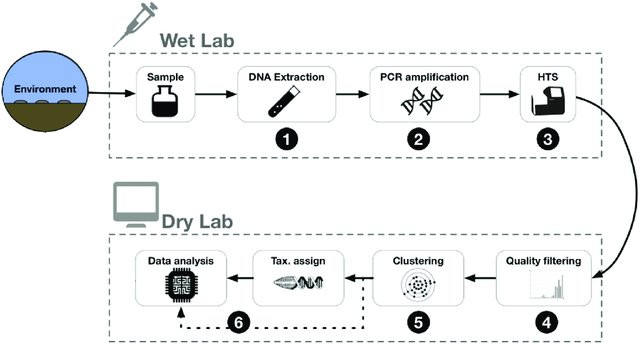 Wet Lab
Environment
Sample
DNA Extraction
PCR amplification
HTS
1
2
3
Dry Lab
Data analysis
Tax. assign
Clustering
Quality filtering
6
5
4